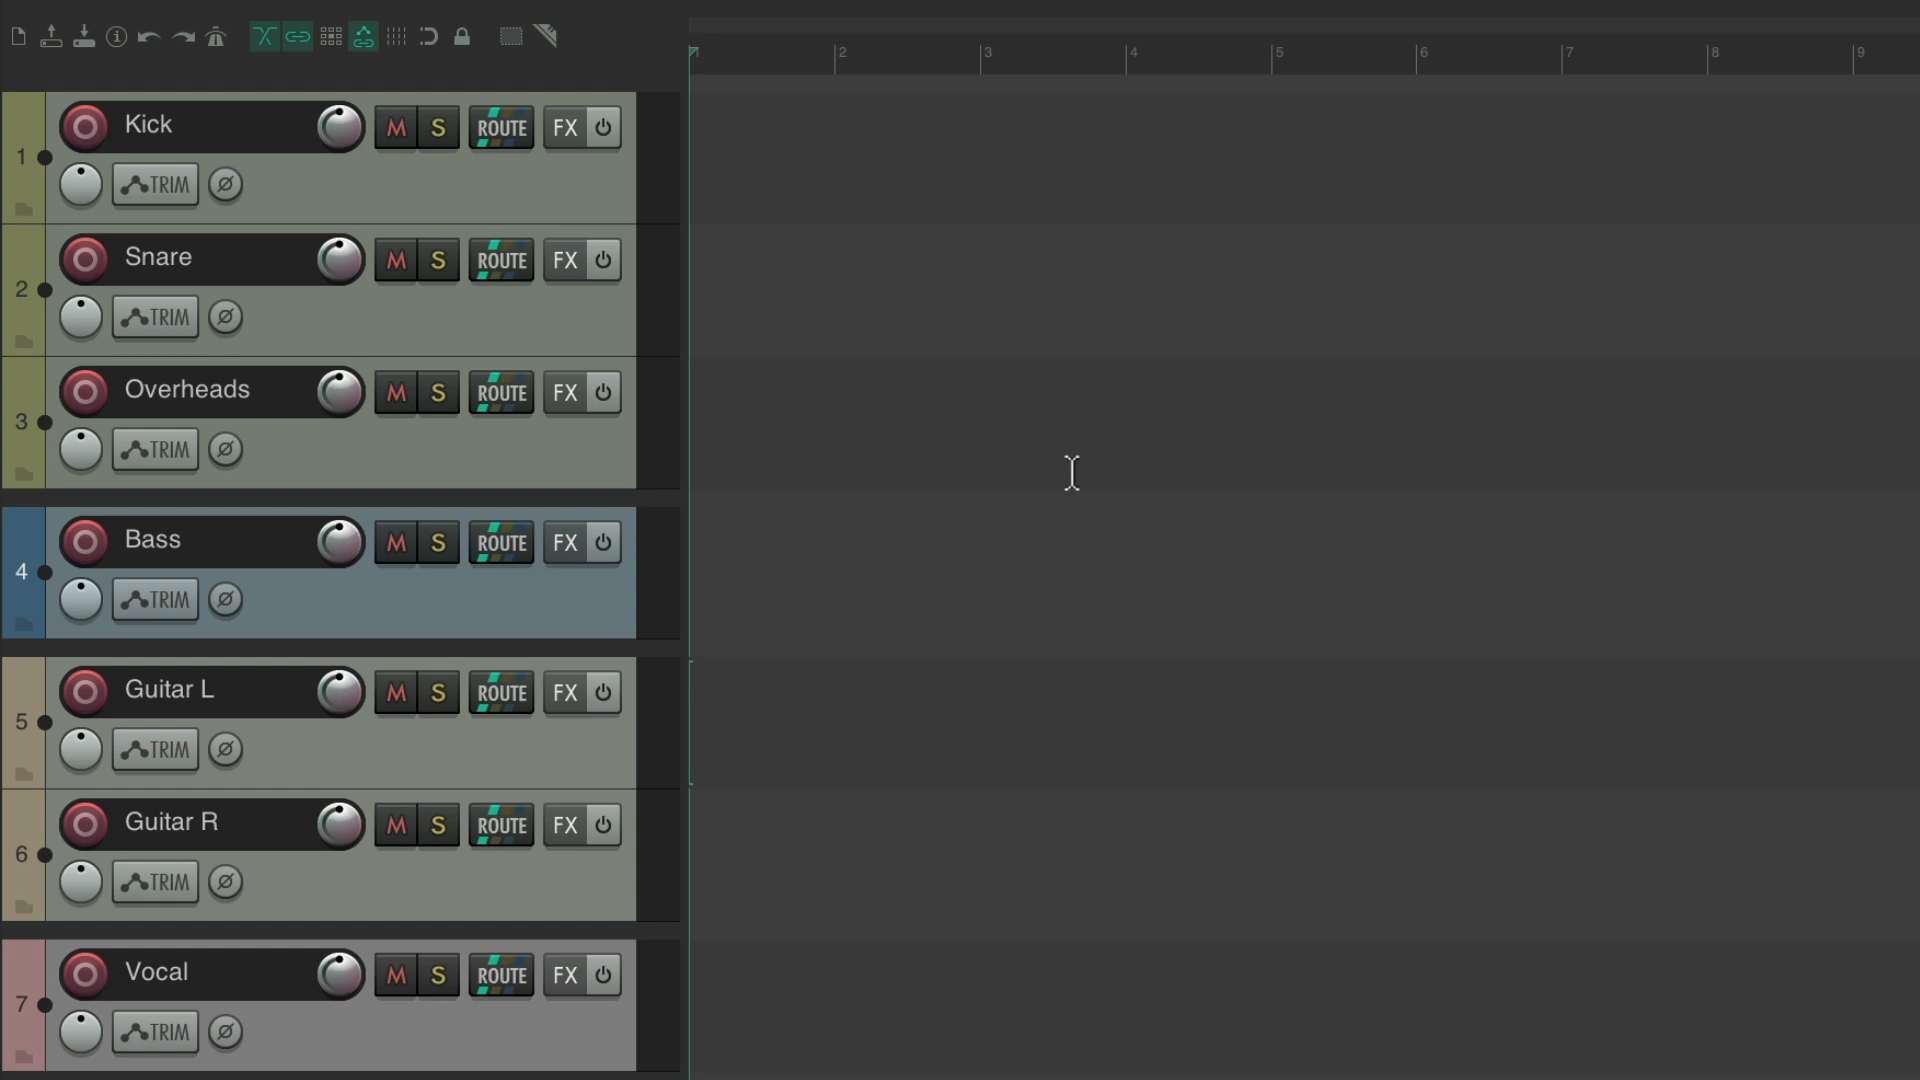 1 2 3 4 5 6 7 8 9
1 Kick M S ROUTE FX
TRIM
2 Snare M S ROUTE FX
TRIM
3 Overheads M S ROUTE FX
TRIM
4 Bass M S ROUTE FX
TRIM
5 Guitar L M S ROUTE FX
TRIM
6 Guitar R M S ROUTE FX
TRIM
7 Vocal M S ROUTE FX
TRIM